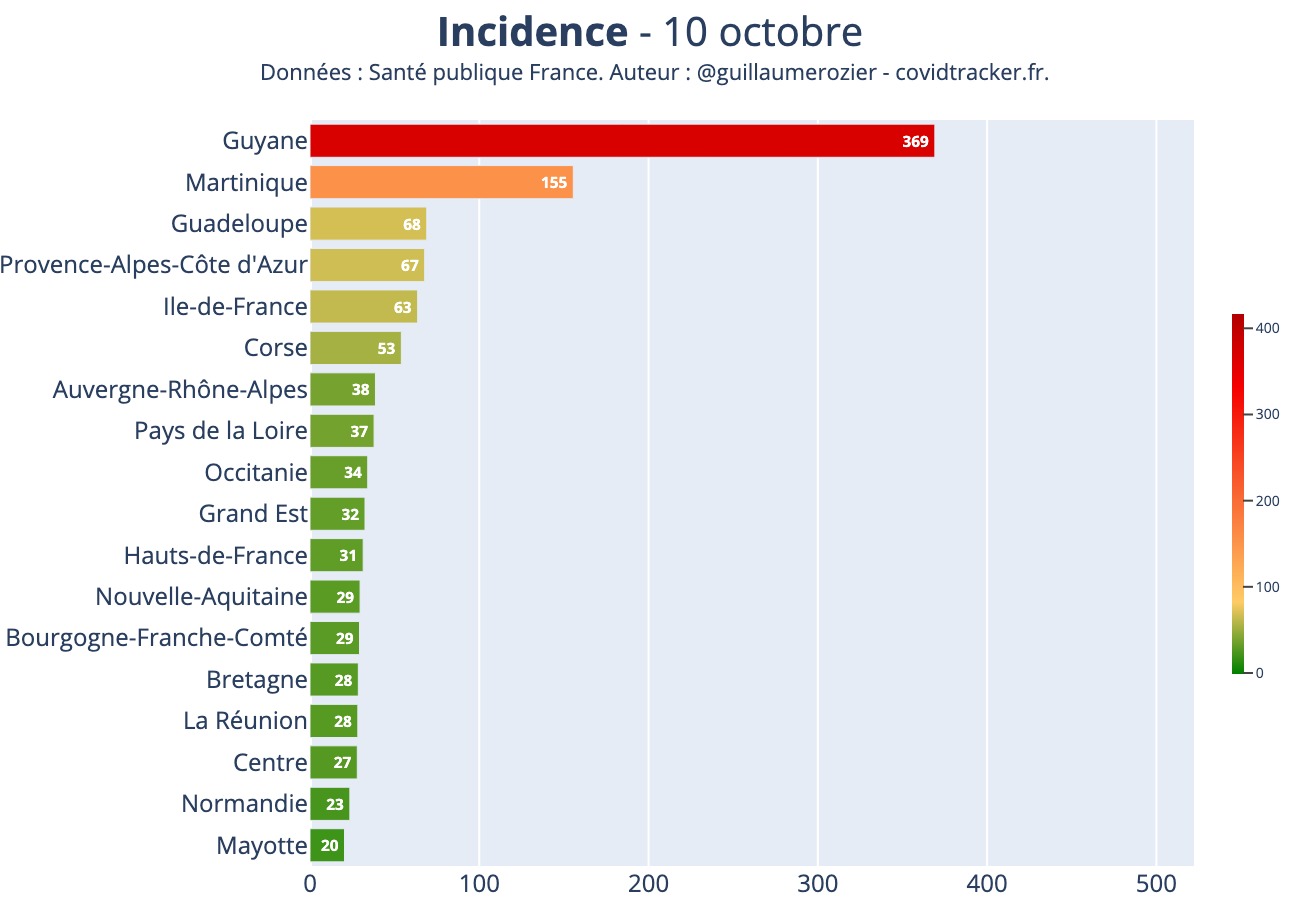 Incidence - 10 octobre
Données : Santé publique France. Auteur : @guillaumerozier - covidtracker.fr.
Guyane 369
Martinique 155
Guadeloupe 68
Provence-Alpes-Côte d'Azur 67
Ile-de-France 63
Corse 53
Auvergne-Rhône-Alpes 38
Pays de la Loire 37
Occitanie 34
Grand Est 32
Hauts-de-France 31
Nouvelle-Aquitaine 29
Bourgogne-Franche-Comté 29
Bretagne 28
La Réunion 28
Centre 27
Normandie 23
Mayotte 20
0 100 200 300 400 500
400
300
200
100
0